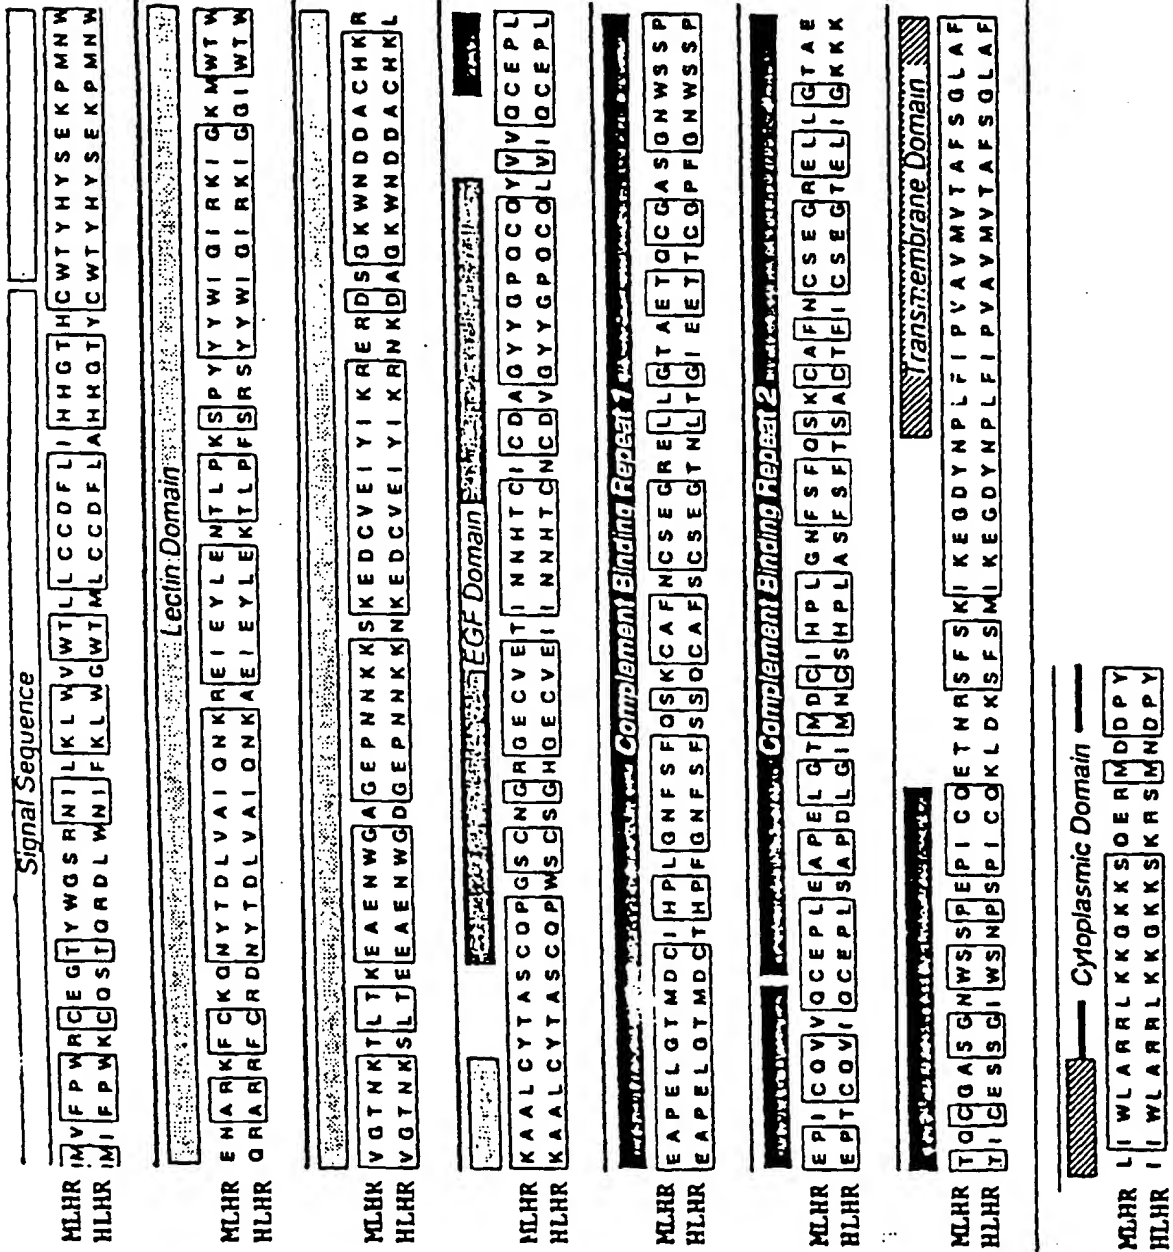 Signal Sequence
MLHR M V F P W R C E G T Y W G S R N I L K L W V W T L L C C D F L I H H G T H C W T Y H Y S E K P M N W
HLHR M I F P W K C Q S T Q R D L W N I F K L W G W T M L C C D F L A H H G T Y C W T Y H Y S E K P M N W
Lectin Domain
MLHR E N A R K F C K Q N Y T D L V A I Q N K R E I E Y L E N T L P K S P Y Y Y W I G I R K I G K M W T W
HLHR Q R A R R F C R D N Y T D L V A I Q N K A E I E Y L E K T L P F S R S Y Y W I G I R K I G G I W T W
MLHR V G T N K T L T K E A E N W G A G E P N N K K S K E D C V E I Y I K R E R D S G K W N D D A C H K R
HLHR V G T N K S L T E E A E N W G D G E P N N K K N K E D C V E I Y I K R N K D A G K W N D D A C H K L
EGF Domain
MLHR K A A L C Y T A S C Q P G S C N G R G E C V E T I N N H T C I C D A G Y Y G P Q C Q Y V V Q C E P L
HLHR K A A L C Y T A S C Q P W S C S G H G E C V E I I N N H T C N C D V G Y Y G P Q C Q L V I Q C E P L
Complement Binding Repeat 1
MLHR E A P E L G T M D C I H P L G N F S F Q S K C A F N C S E G R E L L G T A E T Q C G A S G N W S S P
HLHR E A P E L G T M D C T H P F G N F S F S S Q C A F S C S E G T N L T G I E E T T C G P F G N W S S P
Complement Binding Repeat 2
MLHR E P I C Q V V Q C E P L E A P E L G T M D C I H P L G N F S F Q S K C A F N C S E G R E L L G T A E
HLHR E P T C Q V I Q C E P L S A P D L G I M N C S H P L A S F S F T S A C T F I C S E G T E L I G K K K
Transmembrane Domain
MLHR T Q C G A S G N W S S P E P I C Q E T N R S F S K I K E G D Y N P L F I P V A V M V T A F S G L A F
HLHR T I C E S S G I W S N P S P I C Q K L D K S F S M I K E G D Y N P L F I P V A V M V T A F S G L A F
Cytoplasmic Domain
MLHR L I W L A R R L K K G K K S Q E R M D D P Y
HLHR I I W L A R R L K K G K K S K R S M N D P Y